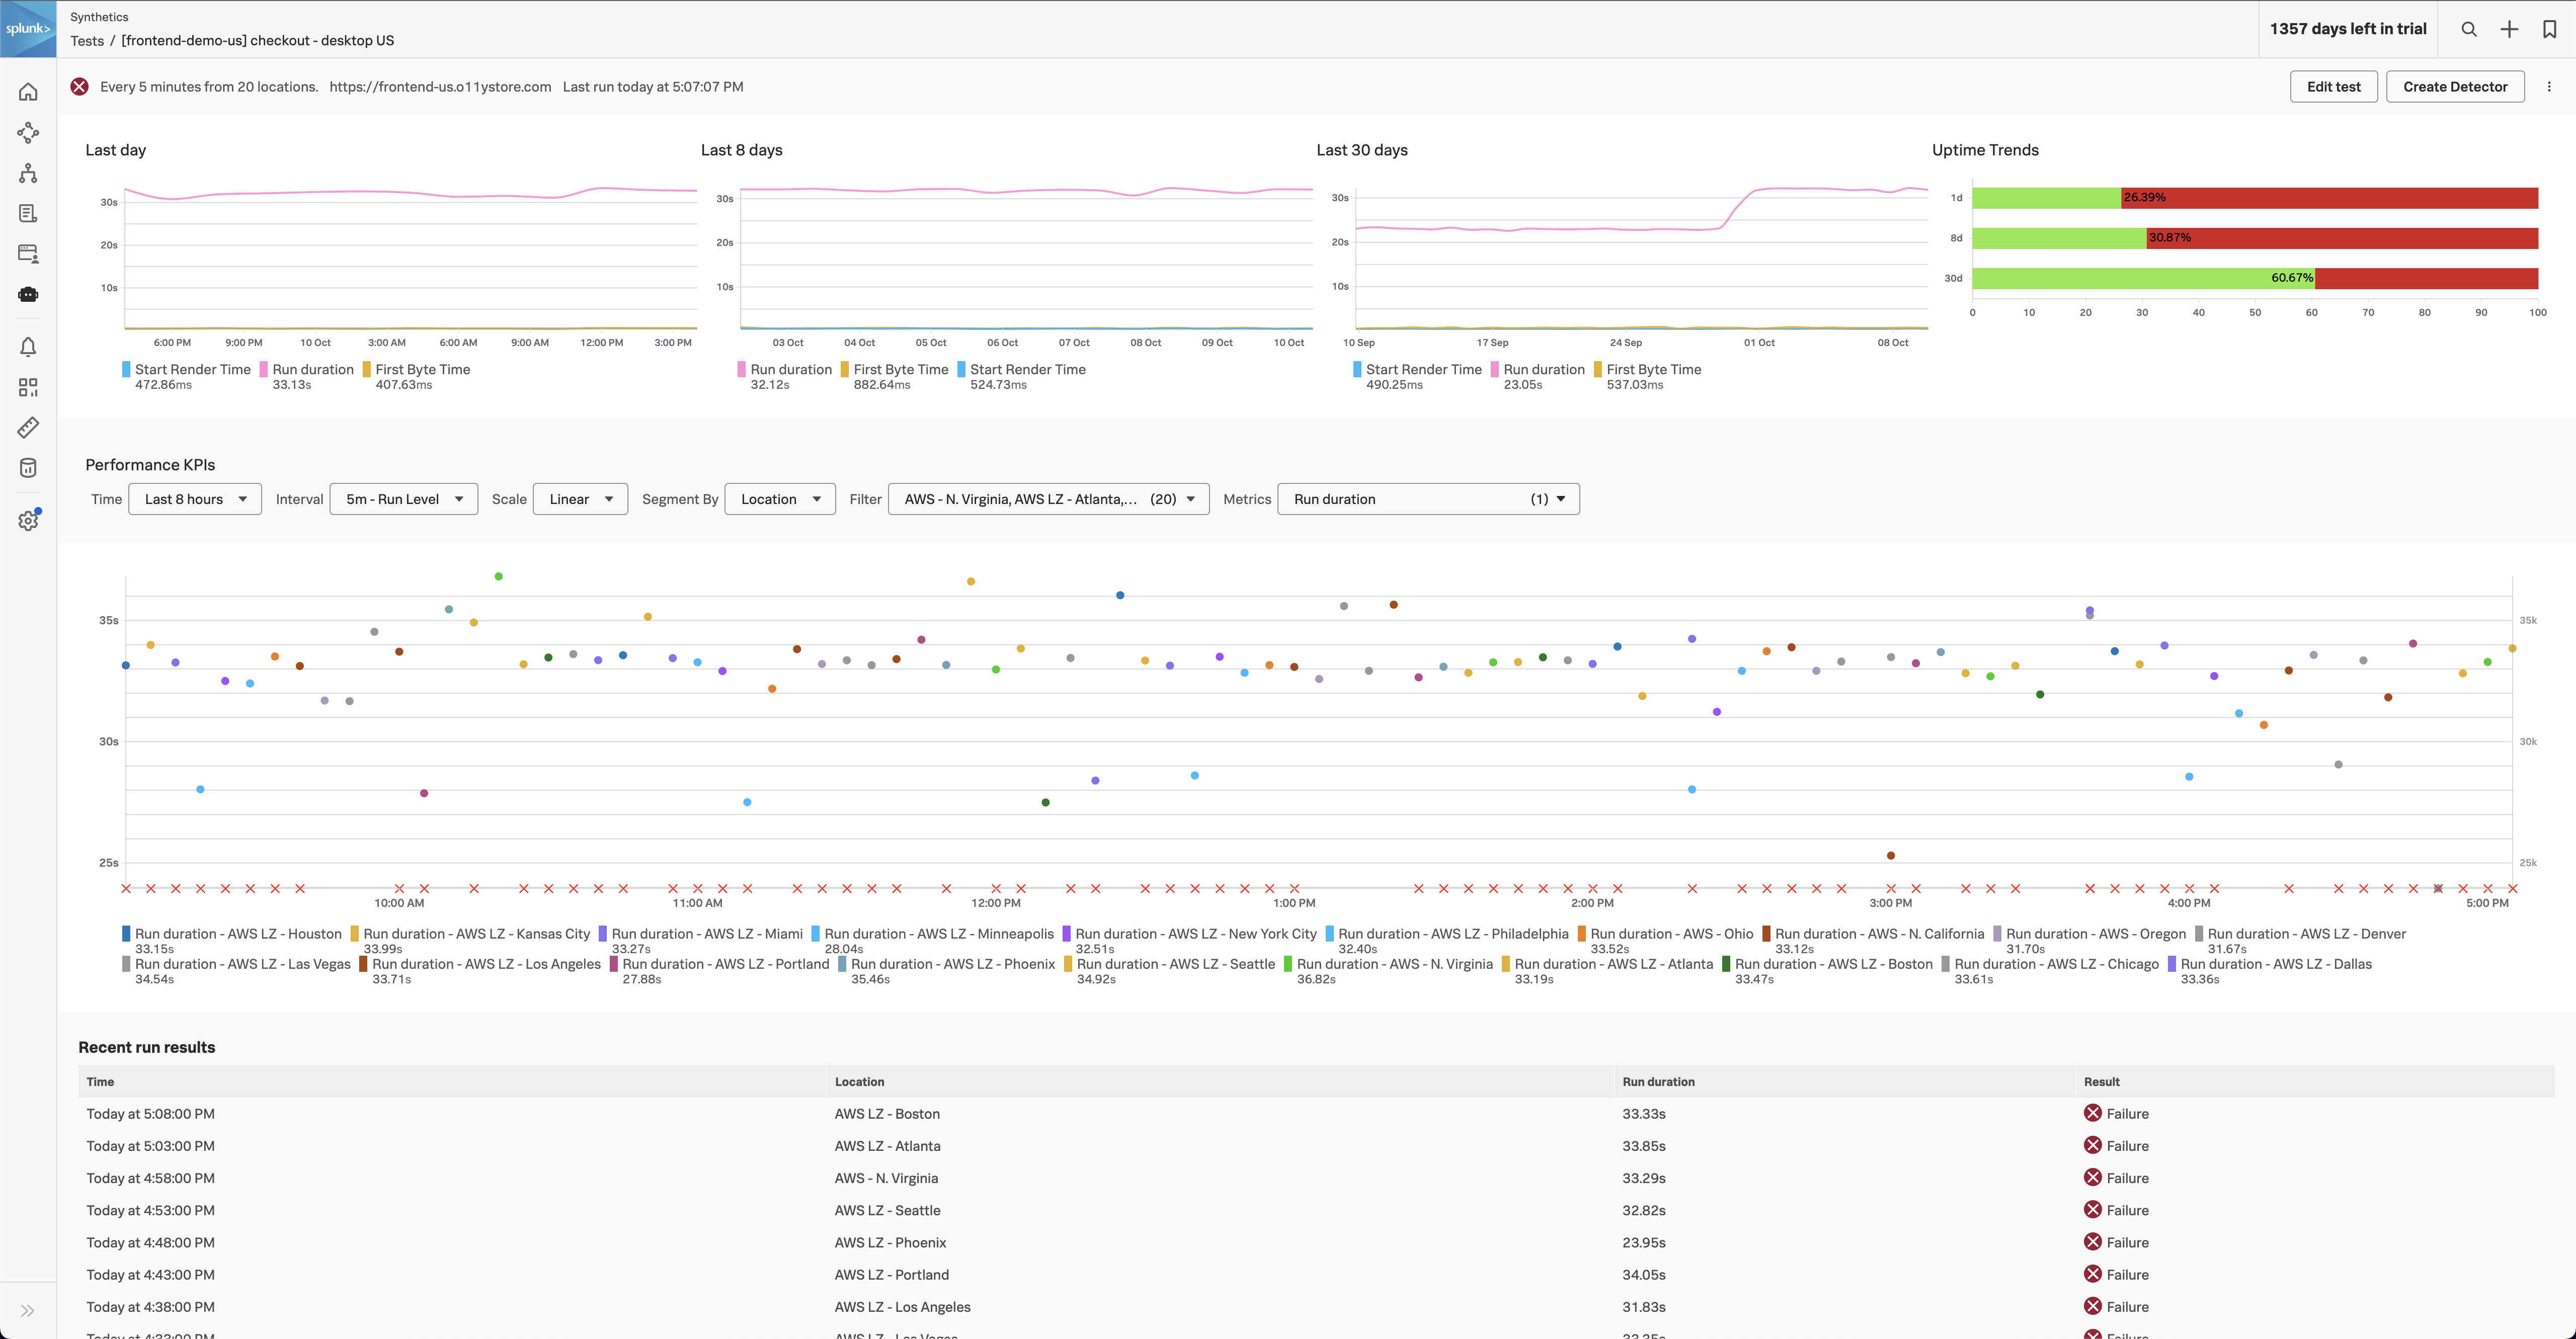 splunk>
Synthetics
Tests / [frontend-demo-us] checkout - desktop US
1357 days left in trial
Every 5 minutes from 20 locations. https://frontend-us.o11ystore.com Last run today at 5:07:07 PM
Edit test
Create Detector
Last day
30s
20s
10s
6:00 PM 9:00 PM 10 Oct 3:00 AM 6:00 AM 9:00 AM 12:00 PM 3:00 PM
Start Render Time Run duration First Byte Time
472.86ms 33.13s 407.63ms
Last 8 days
30s
20s
10s
03 Oct 04 Oct 05 Oct 06 Oct 07 Oct 08 Oct 09 Oct 10 Oct
Run duration First Byte Time Start Render Time
32.12s 882.64ms 524.73ms
Last 30 days
30s
20s
10s
10 Sep 17 Sep 24 Sep 01 Oct 08 Oct
Start Render Time Run duration First Byte Time
490.25ms 23.05s 537.03ms
Uptime Trends
1d 26.39%
8d 30.87%
30d 60.67%
0 10 20 30 40 50 60 70 80 90 100
Performance KPIs
Time Last 8 hours Interval 5m - Run Level Scale Linear Segment By Location Filter AWS - N. Virginia, AWS LZ - Atlanta,... (20) Metrics Run duration (1)
35s 35k
30s 30k
25s 25k
10:00 AM 11:00 AM 12:00 PM 1:00 PM 2:00 PM 3:00 PM 4:00 PM 5:00 PM
Run duration - AWS LZ - Houston Run duration - AWS LZ - Kansas City Run duration - AWS LZ - Miami Run duration - AWS LZ - Minneapolis Run duration - AWS LZ - New York City Run duration - AWS LZ - Philadelphia Run duration - AWS - Ohio Run duration - AWS - N. California Run duration - AWS - Oregon Run duration - AWS LZ - Denver
33.15s 33.99s 33.27s 28.04s 32.51s 32.40s 33.52s 33.12s 31.70s 31.67s
Run duration - AWS LZ - Las Vegas Run duration - AWS LZ - Los Angeles Run duration - AWS LZ - Portland Run duration - AWS LZ - Phoenix Run duration - AWS LZ - Seattle Run duration - AWS - N. Virginia Run duration - AWS LZ - Atlanta Run duration - AWS LZ - Boston Run duration - AWS LZ - Chicago Run duration - AWS LZ - Dallas
34.54s 33.71s 27.88s 35.46s 34.92s 36.82s 33.19s 33.47s 33.61s 33.36s
Recent run results
Time Location Run duration Result
Today at 5:08:00 PM AWS LZ - Boston 33.33s Failure
Today at 5:03:00 PM AWS LZ - Atlanta 33.85s Failure
Today at 4:58:00 PM AWS - N. Virginia 33.29s Failure
Today at 4:53:00 PM AWS LZ - Seattle 32.82s Failure
Today at 4:48:00 PM AWS LZ - Phoenix 23.95s Failure
Today at 4:43:00 PM AWS LZ - Portland 34.05s Failure
Today at 4:38:00 PM AWS LZ - Los Angeles 31.83s Failure